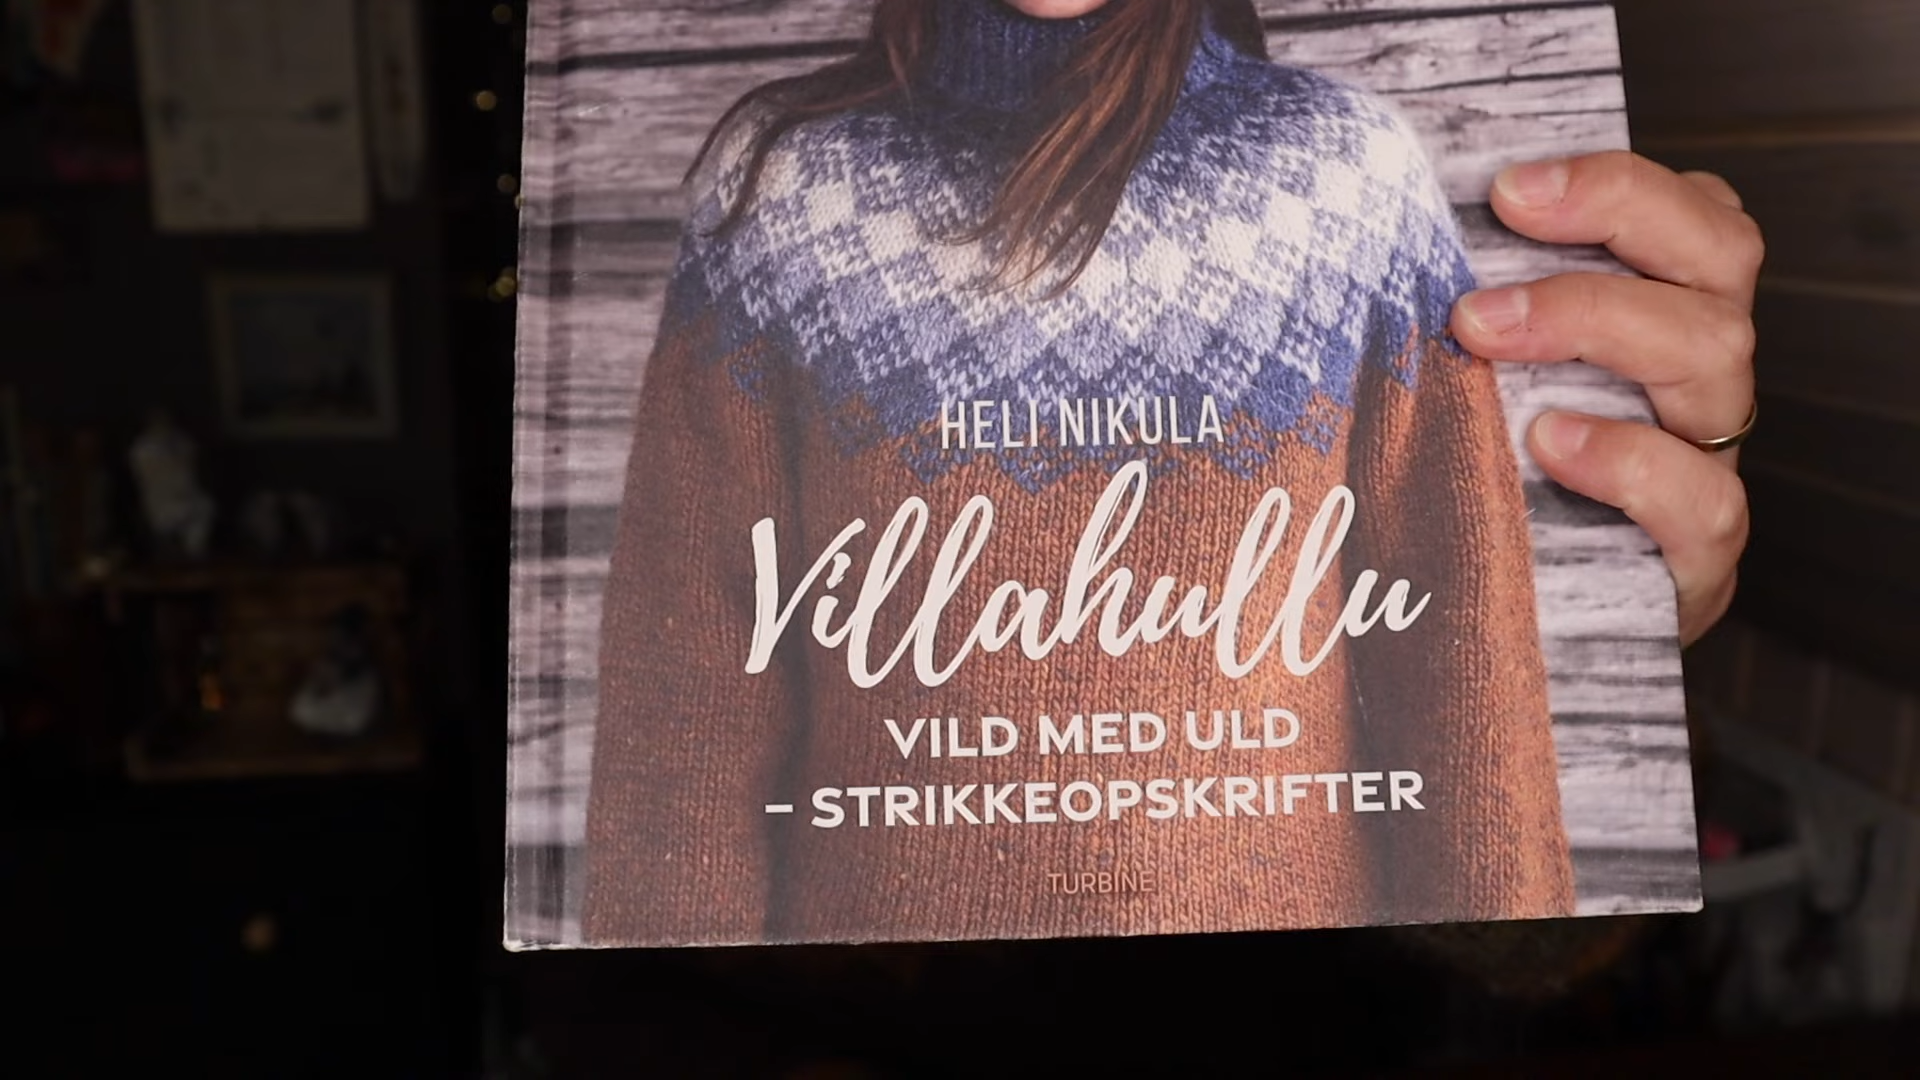 HELI NIKULA
Villahullu
VILD MED ULD
– STRIKKEOPSKRIFTER
TURBINE